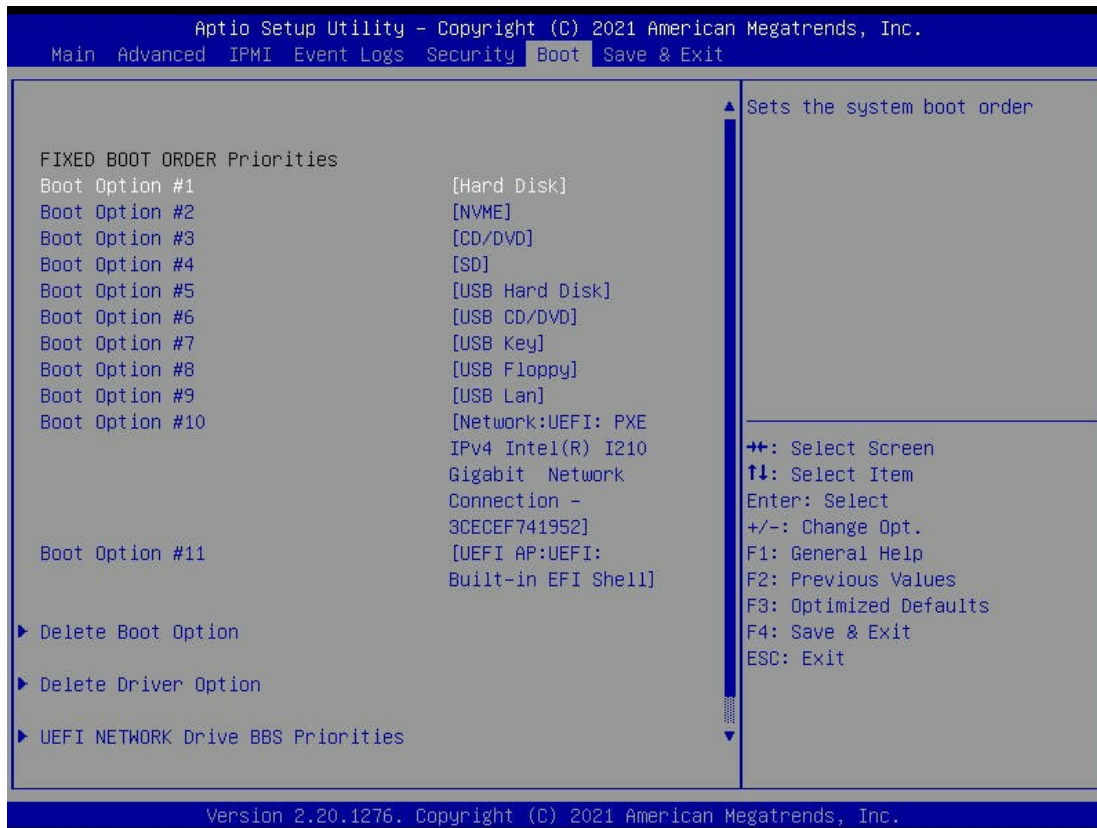 Aptio Setup Utility – Copyright (C) 2021 American Megatrends, Inc.
Main Advanced IPMI Event Logs Security Boot Save & Exit
Sets the system boot order
FIXED BOOT ORDER Priorities
Boot Option #1 [Hard Disk]
Boot Option #2 [NVME]
Boot Option #3 [CD/DVD]
Boot Option #4 [SD]
Boot Option #5 [USB Hard Disk]
Boot Option #6 [USB CD/DVD]
Boot Option #7 [USB Key]
Boot Option #8 [USB Floppy]
Boot Option #9 [USB Lan]
Boot Option #10 [Network:UEFI: PXE
IPv4 Intel(R) I210
Gigabit Network
Connection –
3CECEF741952]
Boot Option #11 [UEFI AP:UEFI:
Built-in EFI Shell]
Delete Boot Option
Delete Driver Option
UEFI NETWORK Drive BBS Priorities
→←: Select Screen
↑↓: Select Item
Enter: Select
+/-: Change Opt.
F1: General Help
F2: Previous Values
F3: Optimized Defaults
F4: Save & Exit
ESC: Exit
Version 2.20.1276. Copyright (C) 2021 American Megatrends, Inc.